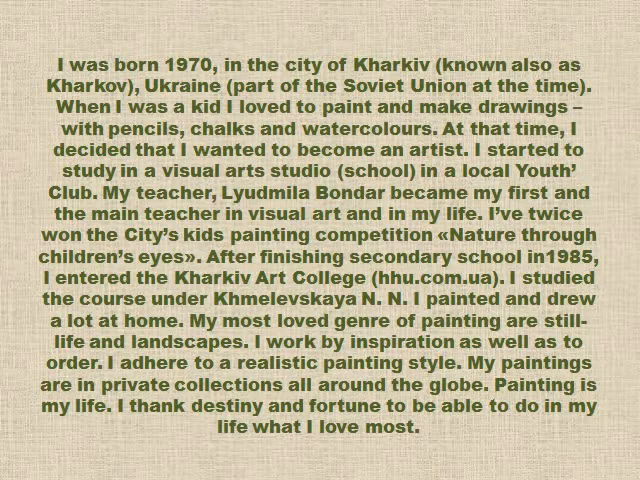 I was born 1970, in the city of Kharkiv (known also as
Kharkov), Ukraine (part of the Soviet Union at the time).
When I was a kid I loved to paint and make drawings –
with pencils, chalks and watercolours. At that time, I
decided that I wanted to become an artist. I started to
study in a visual arts studio (school) in a local Youth’
Club. My teacher, Lyudmila Bondar became my first and
the main teacher in visual art and in my life. I’ve twice
won the City’s kids painting competition «Nature through
children’s eyes». After finishing secondary school in1985,
I entered the Kharkiv Art College (hhu.com.ua). I studied
the course under Khmelevskaya N. N. I painted and drew
a lot at home. My most loved genre of painting are still-
life and landscapes. I work by inspiration as well as to
order. I adhere to a realistic painting style. My paintings
are in private collections all around the globe. Painting is
my life. I thank destiny and fortune to be able to do in my
life what I love most.